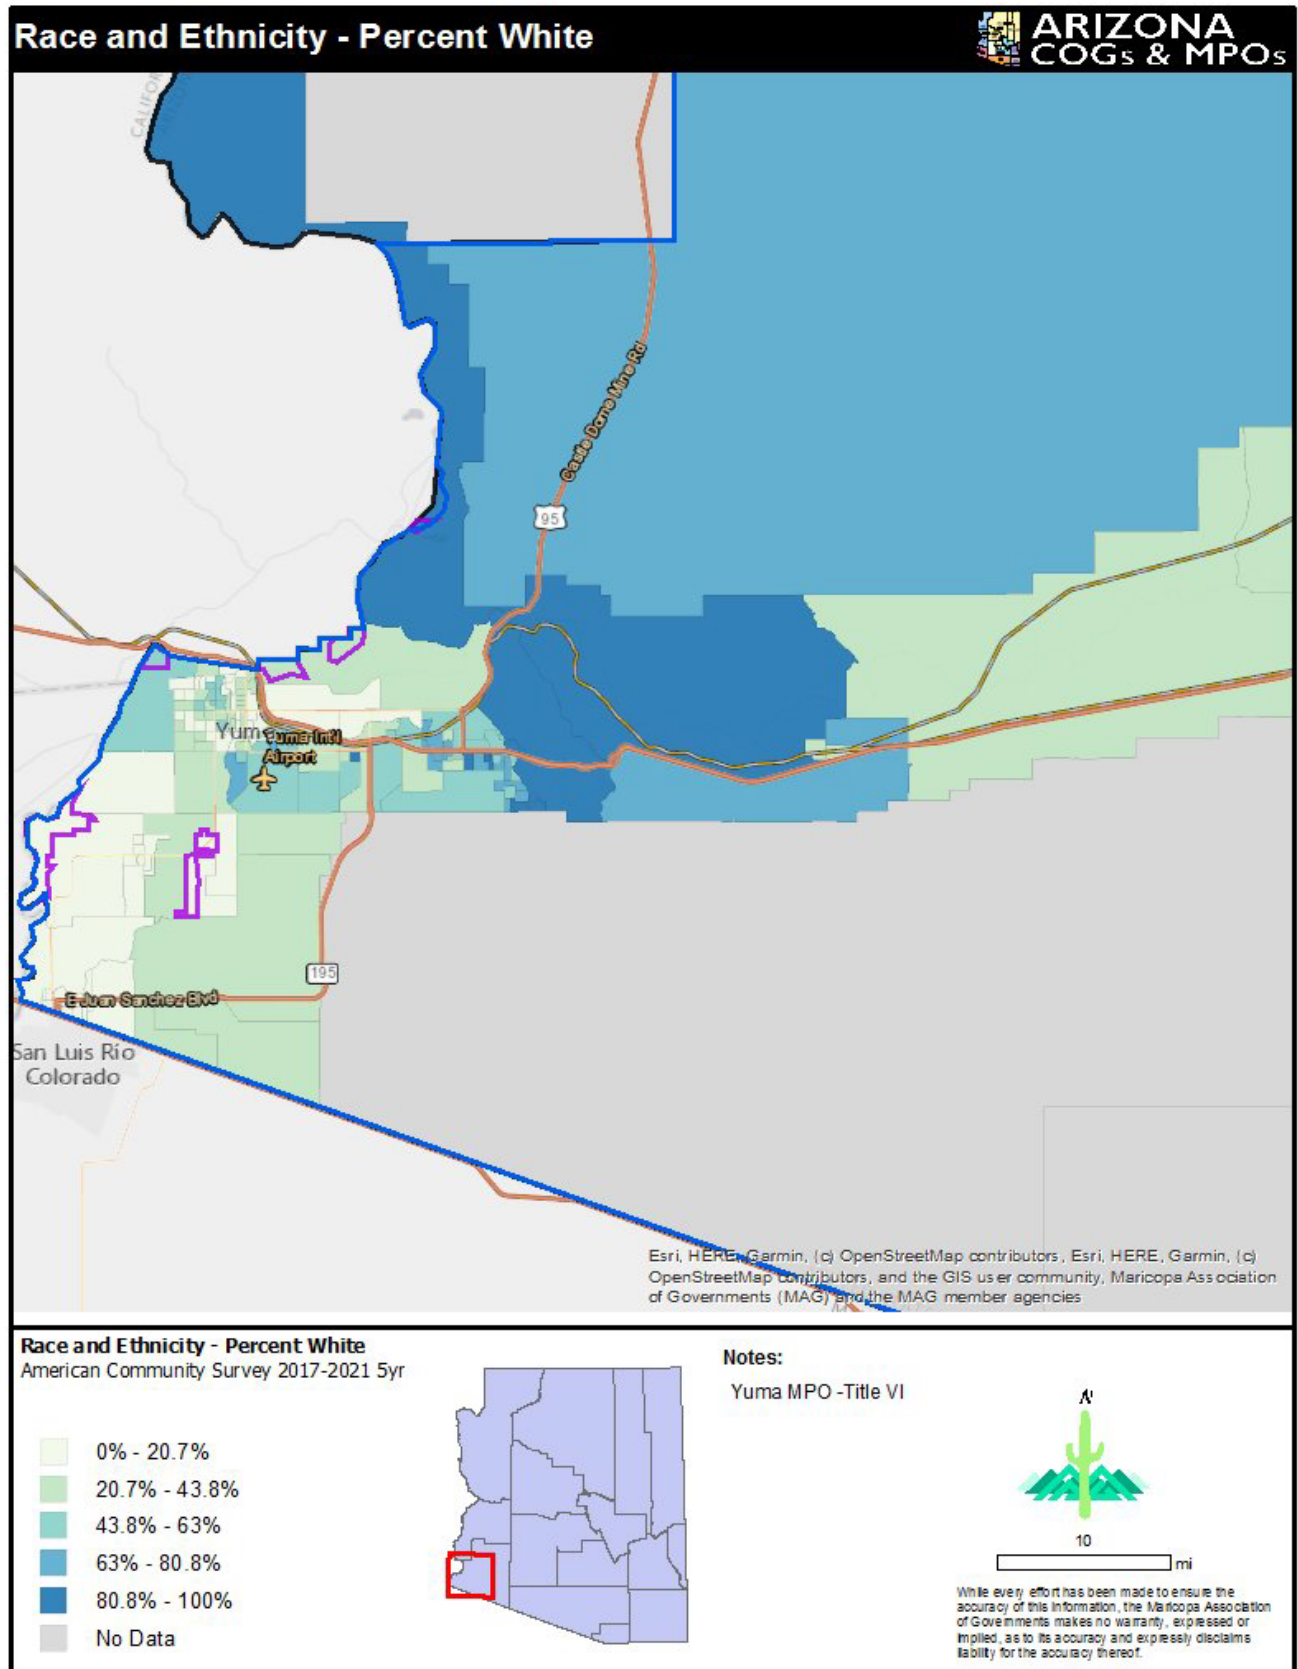 Race and Ethnicity - Percent White
ARIZONA
COGs & MPOs
Castle Dome Mine Rd
95
Yuma Int'l
Airport
195
E Juan Sanchez Blvd
San Luis Río
Colorado
Esri, HERE, Garmin, (c) OpenStreetMap contributors, Esri, HERE, Garmin, (c)
OpenStreetMap contributors, and the GIS user community, Maricopa Association
of Governments (MAG) and the MAG member agencies
Race and Ethnicity - Percent White
American Community Survey 2017-2021 5yr
0% - 20.7%
20.7% - 43.8%
43.8% - 63%
63% - 80.8%
80.8% - 100%
No Data
Notes:
Yuma MPO -Title VI
N
10
mi
While every effort has been made to ensure the
accuracy of this information, the Maricopa Association
of Governments makes no warranty, expressed or
implied, as to its accuracy and expressly disclaims
liability for the accuracy thereof.